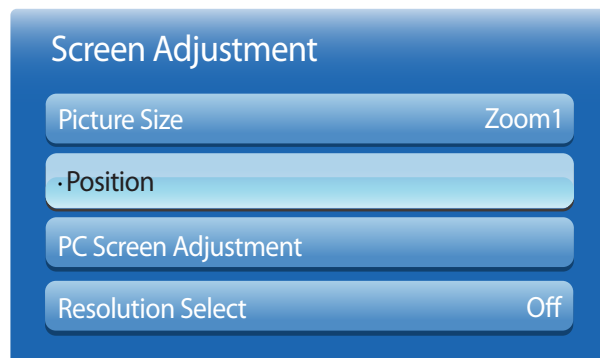 Screen Adjustment
Picture Size Zoom1
· Position
PC Screen Adjustment
Resolution Select Off